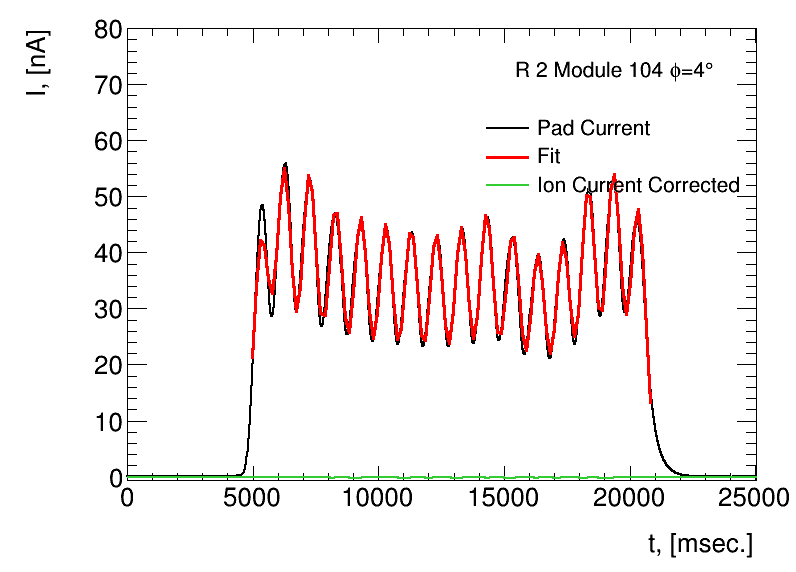 I, [nA]
80
70
60
50
40
30
20
10
0
R 2 Module 104 ϕ=4°
Pad Current
Fit
Ion Current Corrected
0 5000 10000 15000 20000 25000
t, [msec.]